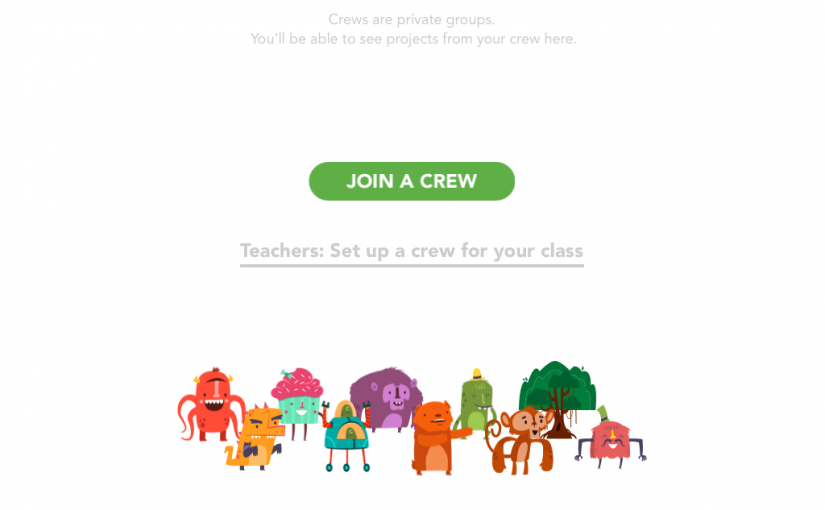 Crews are private groups.
You'll be able to see projects from your crew here.
JOIN A CREW
Teachers: Set up a crew for your class